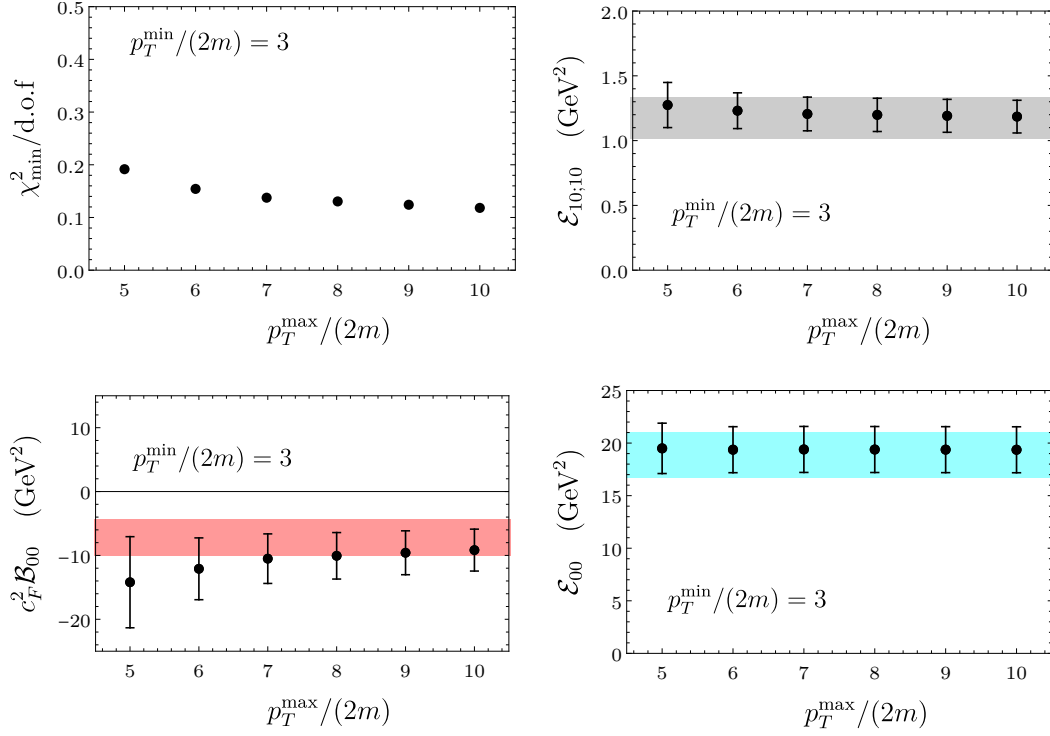 0.5
0.4
0.3
0.2
0.1
0.0
χ²_min/d.o.f
p_T^min/(2m) = 3
5 6 7 8 9 10
p_T^max/(2m)
2.0
1.5
1.0
0.5
0.0
ℰ_10;10 (GeV²)
p_T^min/(2m) = 3
5 6 7 8 9 10
p_T^max/(2m)
10
0
−10
−20
c_F^2 ℬ_00 (GeV²)
p_T^min/(2m) = 3
5 6 7 8 9 10
p_T^max/(2m)
25
20
15
10
5
0
ℰ_00 (GeV²)
p_T^min/(2m) = 3
5 6 7 8 9 10
p_T^max/(2m)